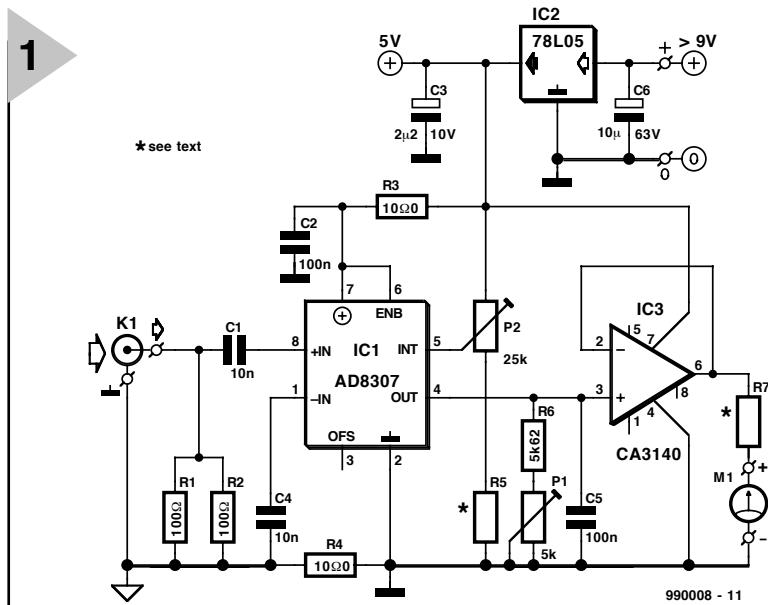 1
IC2
78L05
5V
+
+
> 9V
C3
2µ2
10V
C6
10µ
63V
0
0
* see text
R3
10Ω0
C2
100n
7
6
+
ENB
K1
C1
10n
8
+IN
IC1
AD8307
INT
5
P2
25k
1
–IN
OUT
4
OFS
3
2
IC3
2
–
5
7
6
3
+
4
8
1
CA3140
R7
*
R6
5k62
M1
+
–
R1
100Ω
R2
100Ω
C4
10n
R4
10Ω0
R5
*
P1
5k
C5
100n
990008 - 11